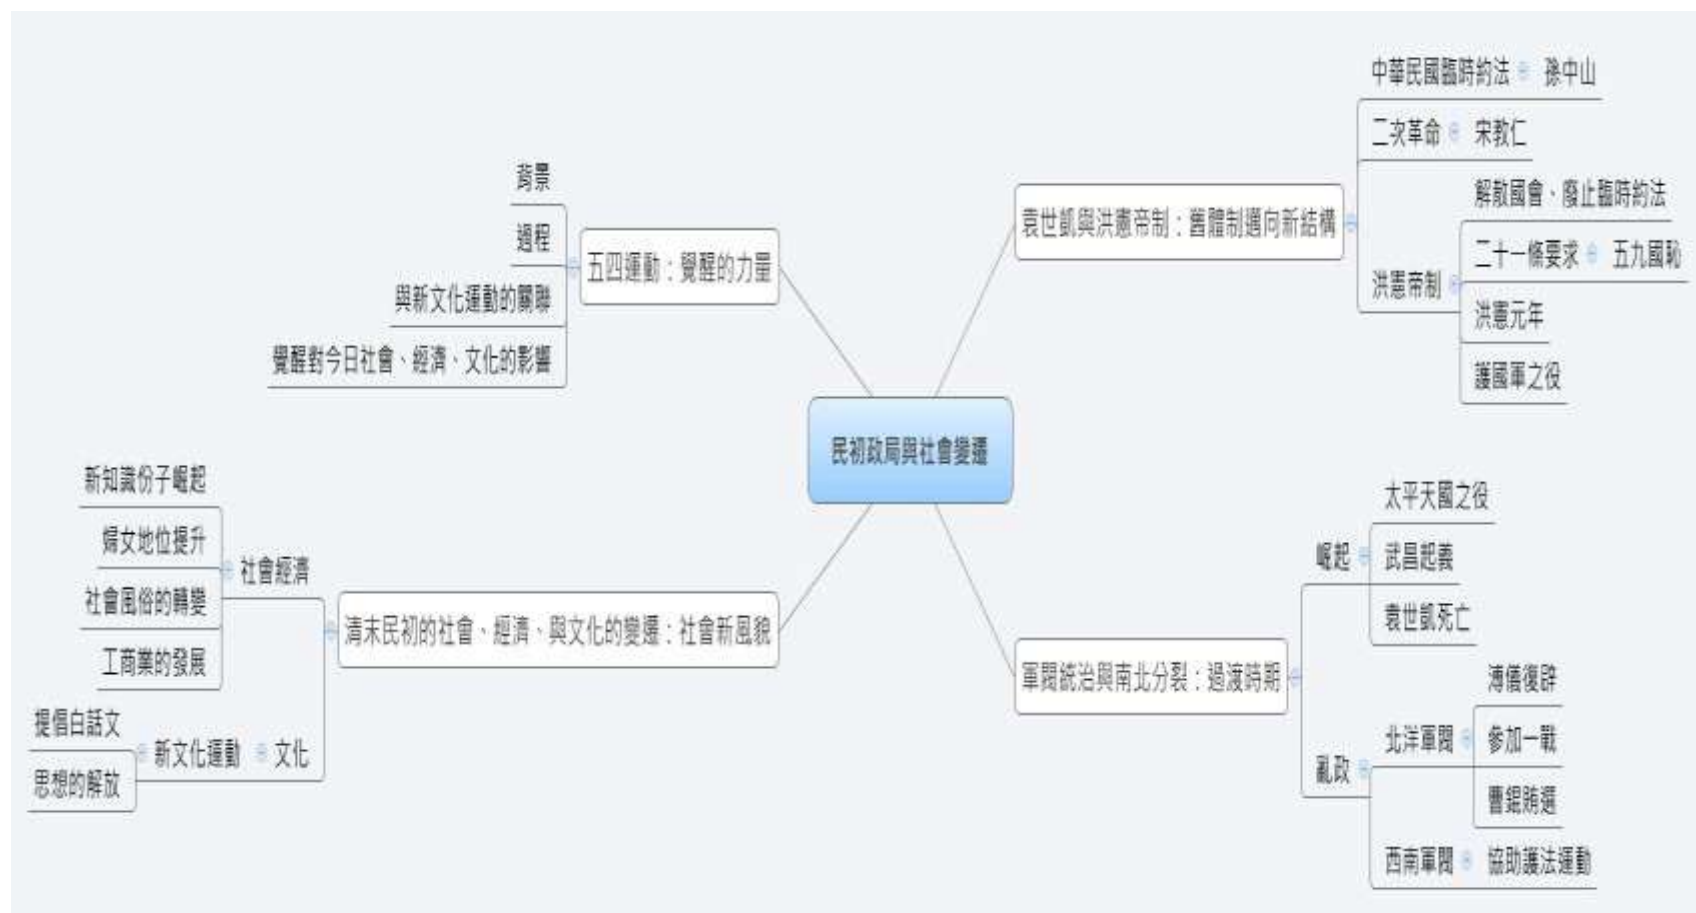 民初政局與社會變遷
袁世凱與洪憲帝制：舊體制邁向新結構
中華民國臨時約法
孫中山
二次革命
宋教仁
洪憲帝制
解散國會、廢止臨時約法
二十一條要求
五九國恥
洪憲元年
護國軍之役
軍閥統治與南北分裂：過渡時期
崛起
太平天國之役
武昌起義
袁世凱死亡
亂政
北洋軍閥
溥儀復辟
參加一戰
曹錕賄選
西南軍閥
協助護法運動
五四運動：覺醒的力量
背景
過程
與新文化運動的關聯
覺醒對今日社會、經濟、文化的影響
清末民初的社會、經濟、與文化的變遷：社會新風貌
社會經濟
新知識份子崛起
婦女地位提升
社會風俗的轉變
工商業的發展
文化
新文化運動
提倡白話文
思想的解放